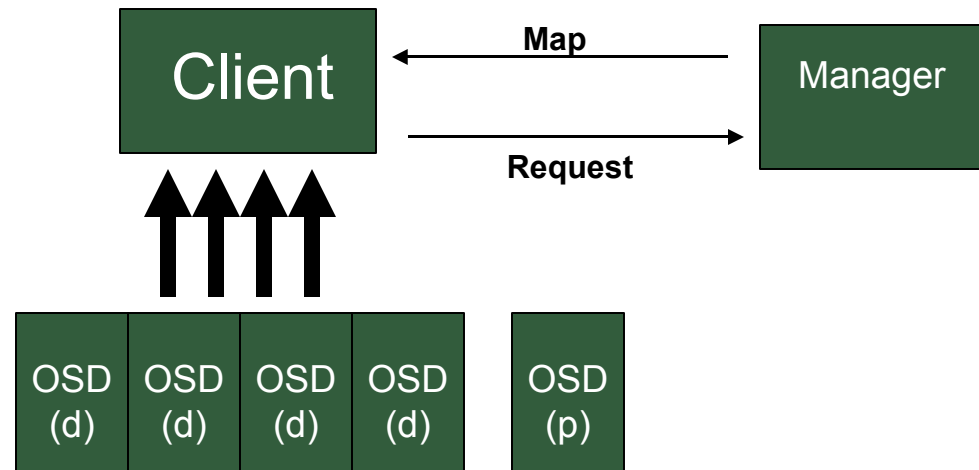 Client
Map
Manager
Request
OSD
(d)
OSD
(d)
OSD
(d)
OSD
(d)
OSD
(p)